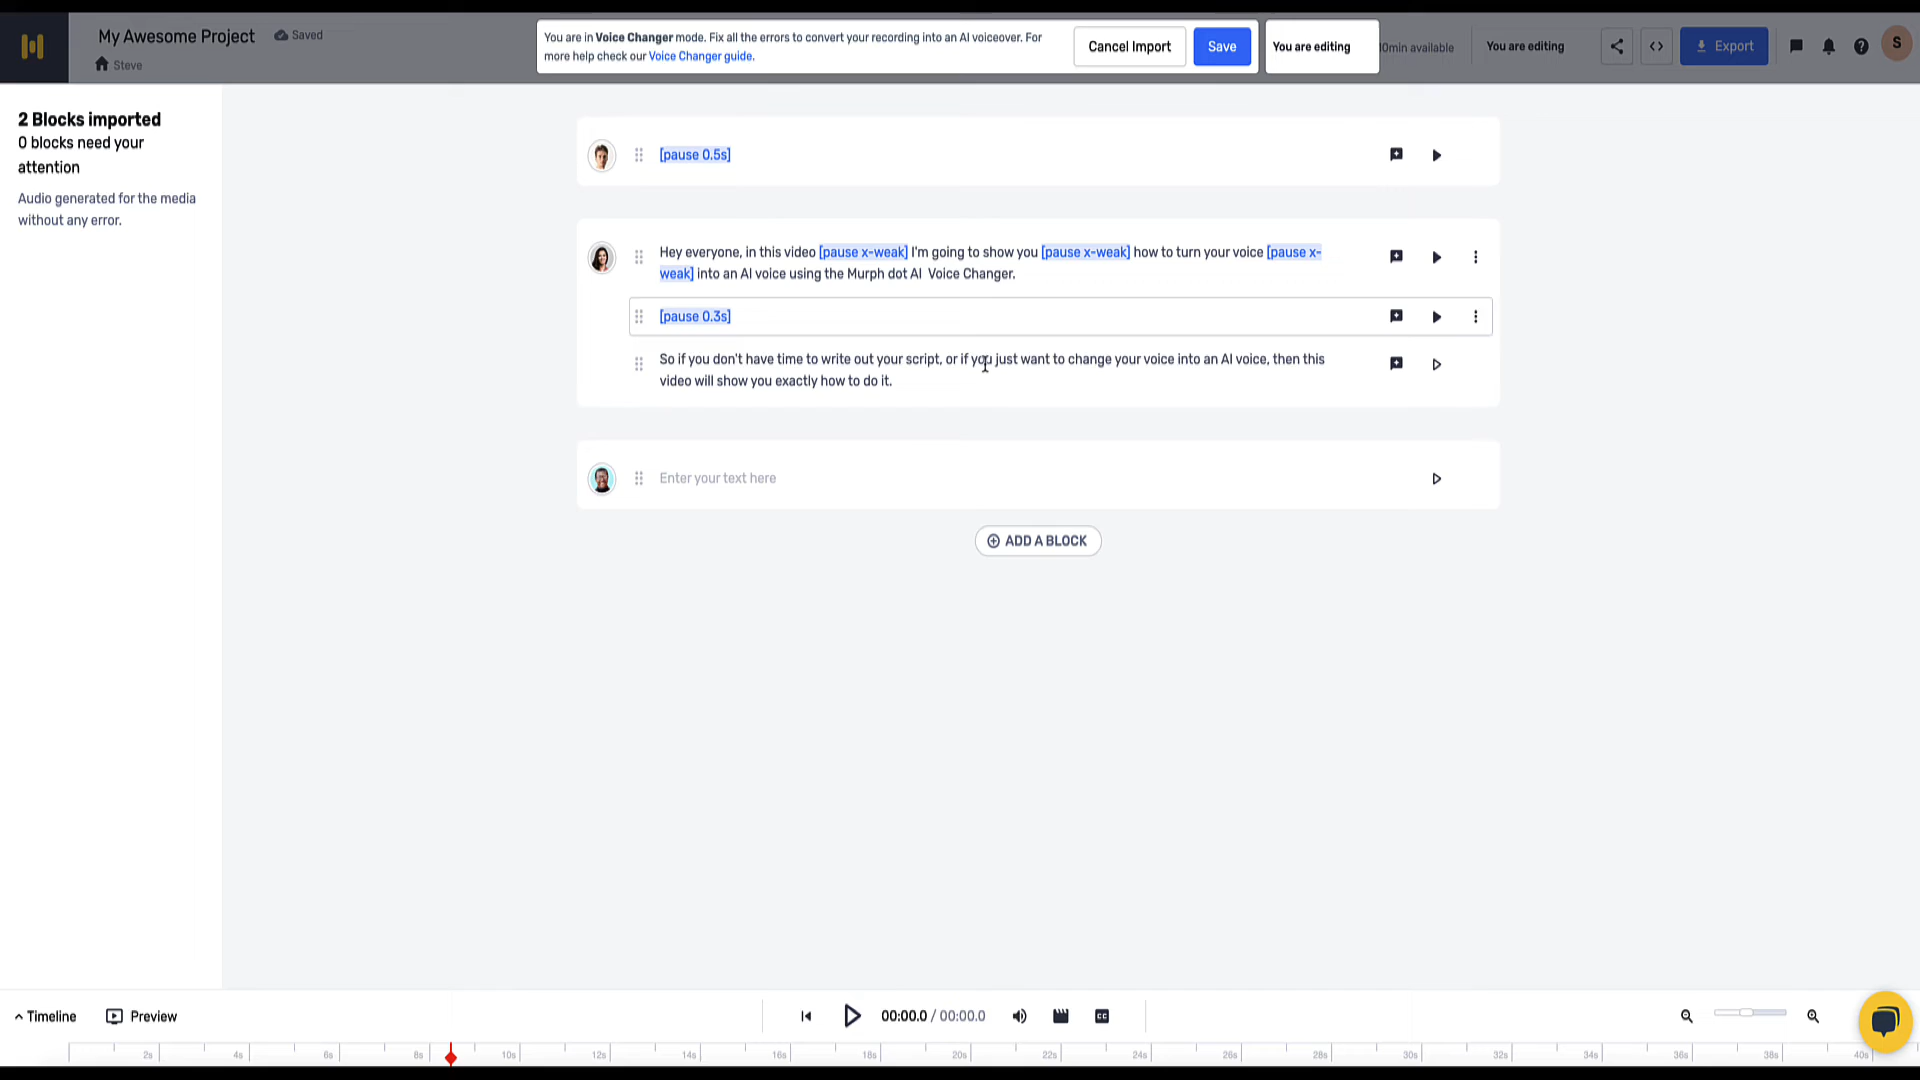 My Awesome Project
Saved
Steve
You are in Voice Changer mode. Fix all the errors to convert your recording into an AI voiceover. For
more help check our Voice Changer guide.
Cancel Import
Save
You are editing
0min available
You are editing
Export
S
2 Blocks imported
0 blocks need your
attention
Audio generated for the media
without any error.
[pause 0.5s]
Hey everyone, in this video [pause x-weak] I'm going to show you [pause x-weak] how to turn your voice [pause x-
weak] into an AI voice using the Murph dot AI Voice Changer.
[pause 0.3s]
So if you don't have time to write out your script, or if you just want to change your voice into an AI voice, then this
video will show you exactly how to do it.
Enter your text here
ADD A BLOCK
Timeline
Preview
00:00.0 / 00:00.0
CC
2s 4s 6s 8s 10s 12s 14s 16s 18s 20s 22s 24s 26s 28s 30s 32s 34s 36s 38s 40s